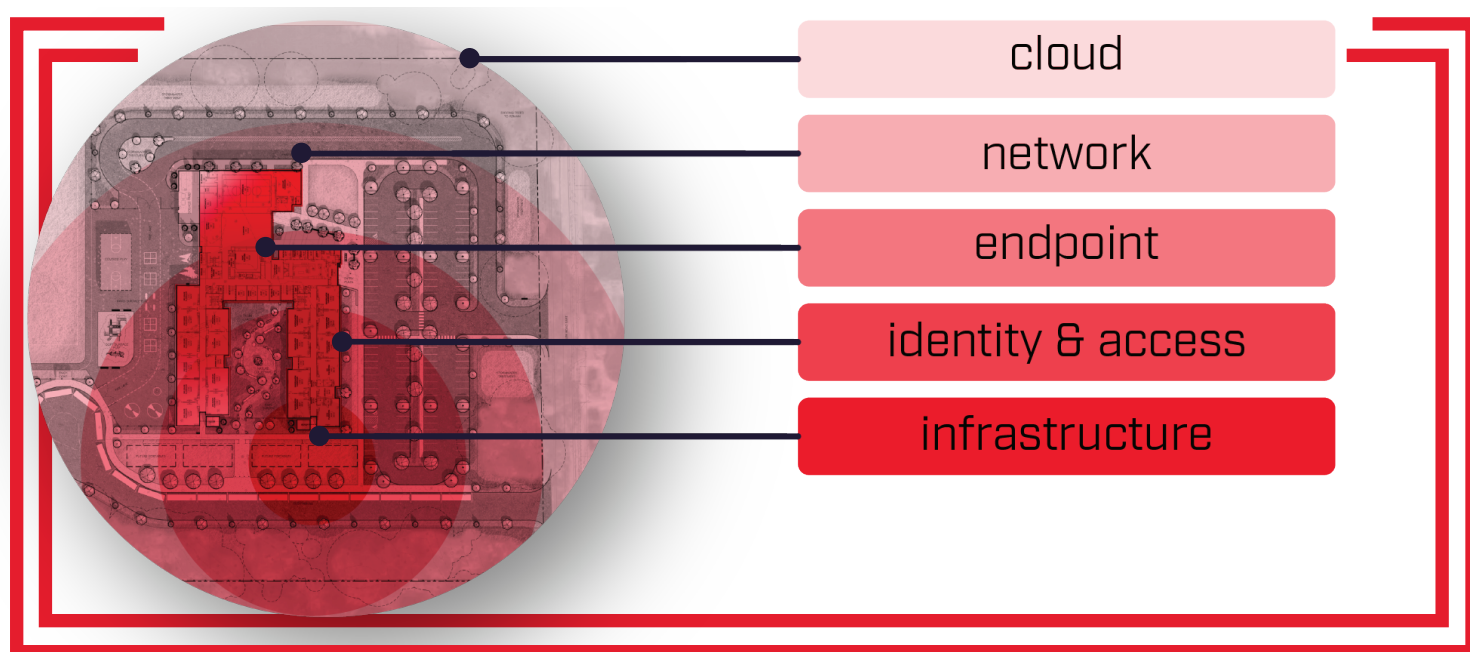 cloud
network
endpoint
identity & access
infrastructure